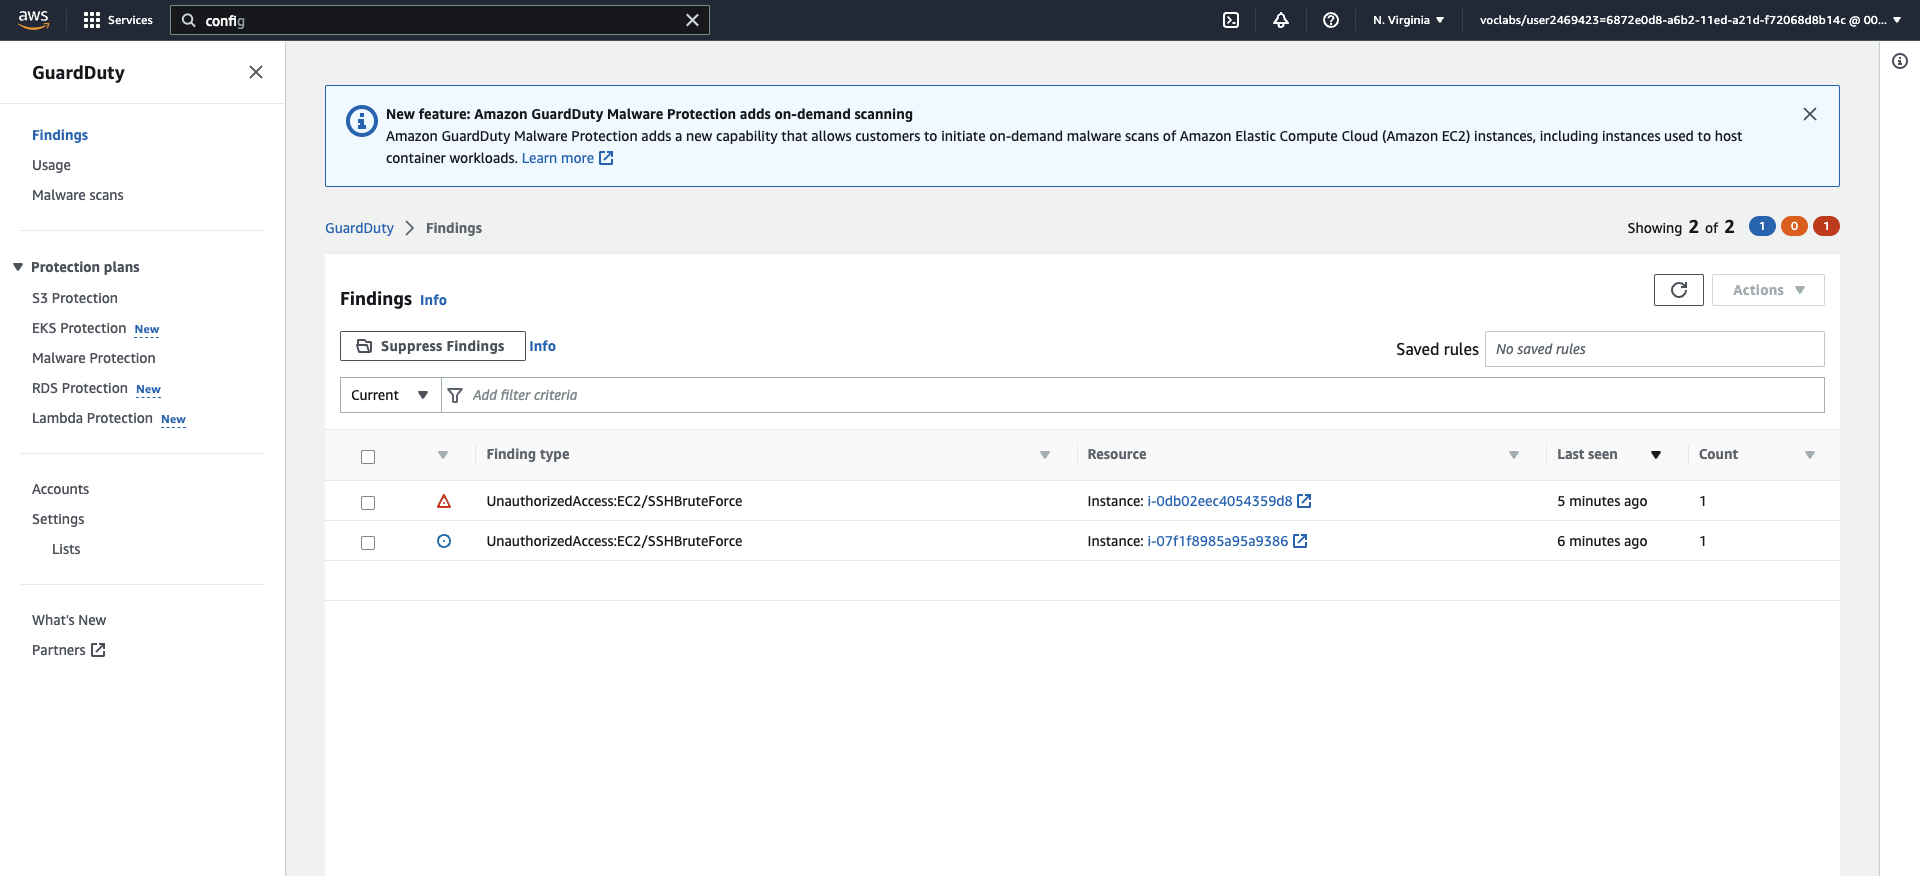 aws
Services
config
N. Virginia
voclabs/user2469423=6872e0d8-a6b2-11ed-a21d-f72068d8b14c @ 00...
GuardDuty
Findings
Usage
Malware scans
Protection plans
S3 Protection
EKS Protection New
Malware Protection
RDS Protection New
Lambda Protection New
Accounts
Settings
Lists
What's New
Partners
New feature: Amazon GuardDuty Malware Protection adds on-demand scanning
Amazon GuardDuty Malware Protection adds a new capability that allows customers to initiate on-demand malware scans of Amazon Elastic Compute Cloud (Amazon EC2) instances, including instances used to host
container workloads. Learn more
GuardDuty > Findings
Showing 2 of 2 1 0 1
Findings Info
Actions
Suppress Findings Info
Saved rules No saved rules
Current Add filter criteria
Finding type Resource Last seen Count
UnauthorizedAccess:EC2/SSHBruteForce Instance: i-0db02eec4054359d8 5 minutes ago 1
UnauthorizedAccess:EC2/SSHBruteForce Instance: i-07f1f8985a95a9386 6 minutes ago 1